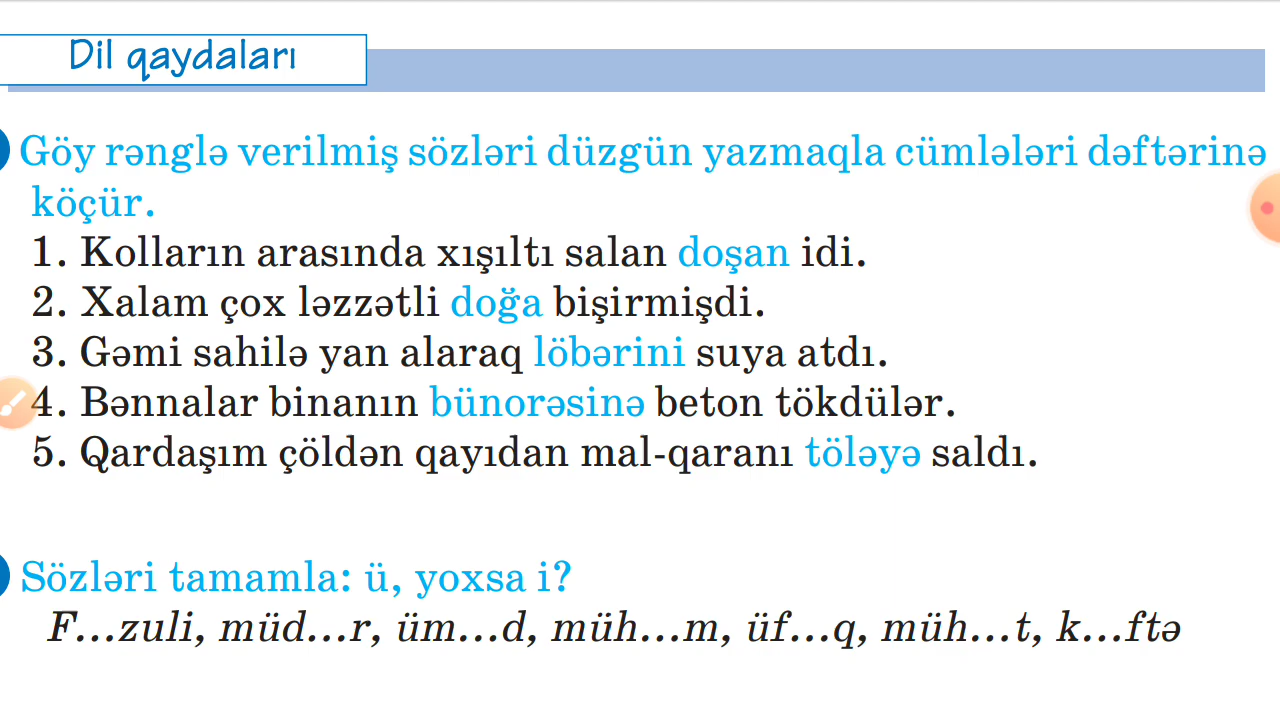 Dil qaydaları
Göy rənglə verilmiş sözləri düzgün yazmaqla cümlələri dəftərinə
köçür.
1. Kolların arasında xışıltı salan doşan idi.
2. Xalam çox ləzzətli doğa bişirmişdi.
3. Gəmi sahilə yan alaraq löbərini suya atdı.
4. Bənnalar binanın bünorəsinə beton tökdülər.
5. Qardaşım çöldən qayıdan mal-qaranı töləyə saldı.
Sözləri tamamla: ü, yoxsa i?
F...zuli, müd...r, üm...d, müh...m, üf...q, müh...t, k...ftə